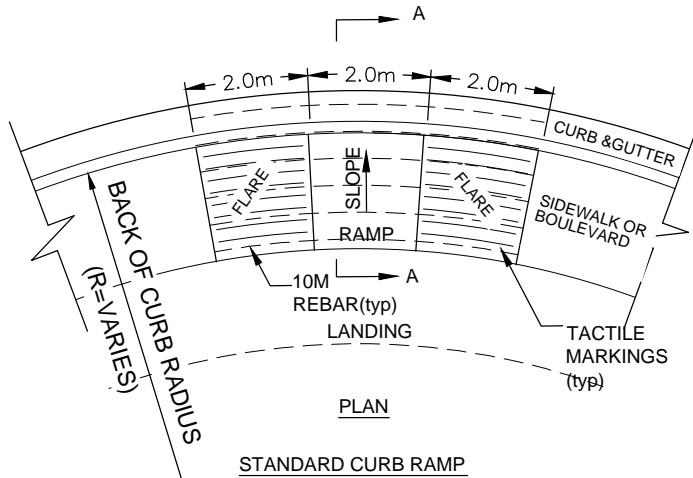 A
2.0m
2.0m
2.0m
CURB &GUTTER
FLARE
SLOPE
FLARE
SIDEWALK OR
BOULEVARD
RAMP
BACK OF CURB RADIUS
(R=VARIES)
10M
REBAR(typ)
A
LANDING
TACTILE
MARKINGS
(typ)
PLAN
STANDARD CURB RAMP